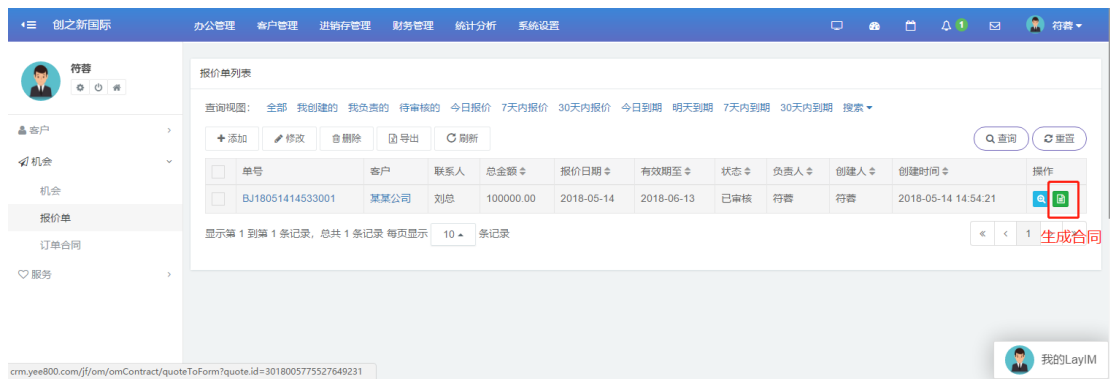 创之新国际 办公管理 客户管理 进销存管理 财务管理 统计分析 系统设置 1 符蓉
符蓉
客户
机会
机会
报价单
订单合同
服务
报价单列表
查询视图: 全部 我创建的 我负责的 待审核的 今日报价 7天内报价 30天内报价 今日到期 明天到期 7天内到期 30天内到期 搜索
添加 修改 删除 导出 刷新 查询 重置
单号 客户 联系人 总金额 报价日期 有效期至 状态 负责人 创建人 创建时间 操作
BJ18051414533001 某某公司 刘总 100000.00 2018-05-14 2018-06-13 已审核 符蓉 符蓉 2018-05-14 14:54:21
显示第 1 到第 1 条记录，总共 1 条记录 每页显示 10 条记录 « ‹ 1
生成合同
我的LayIM
crm.yee800.com/jf/om/omContract/quoteToForm?quote.id=3018005775527649231